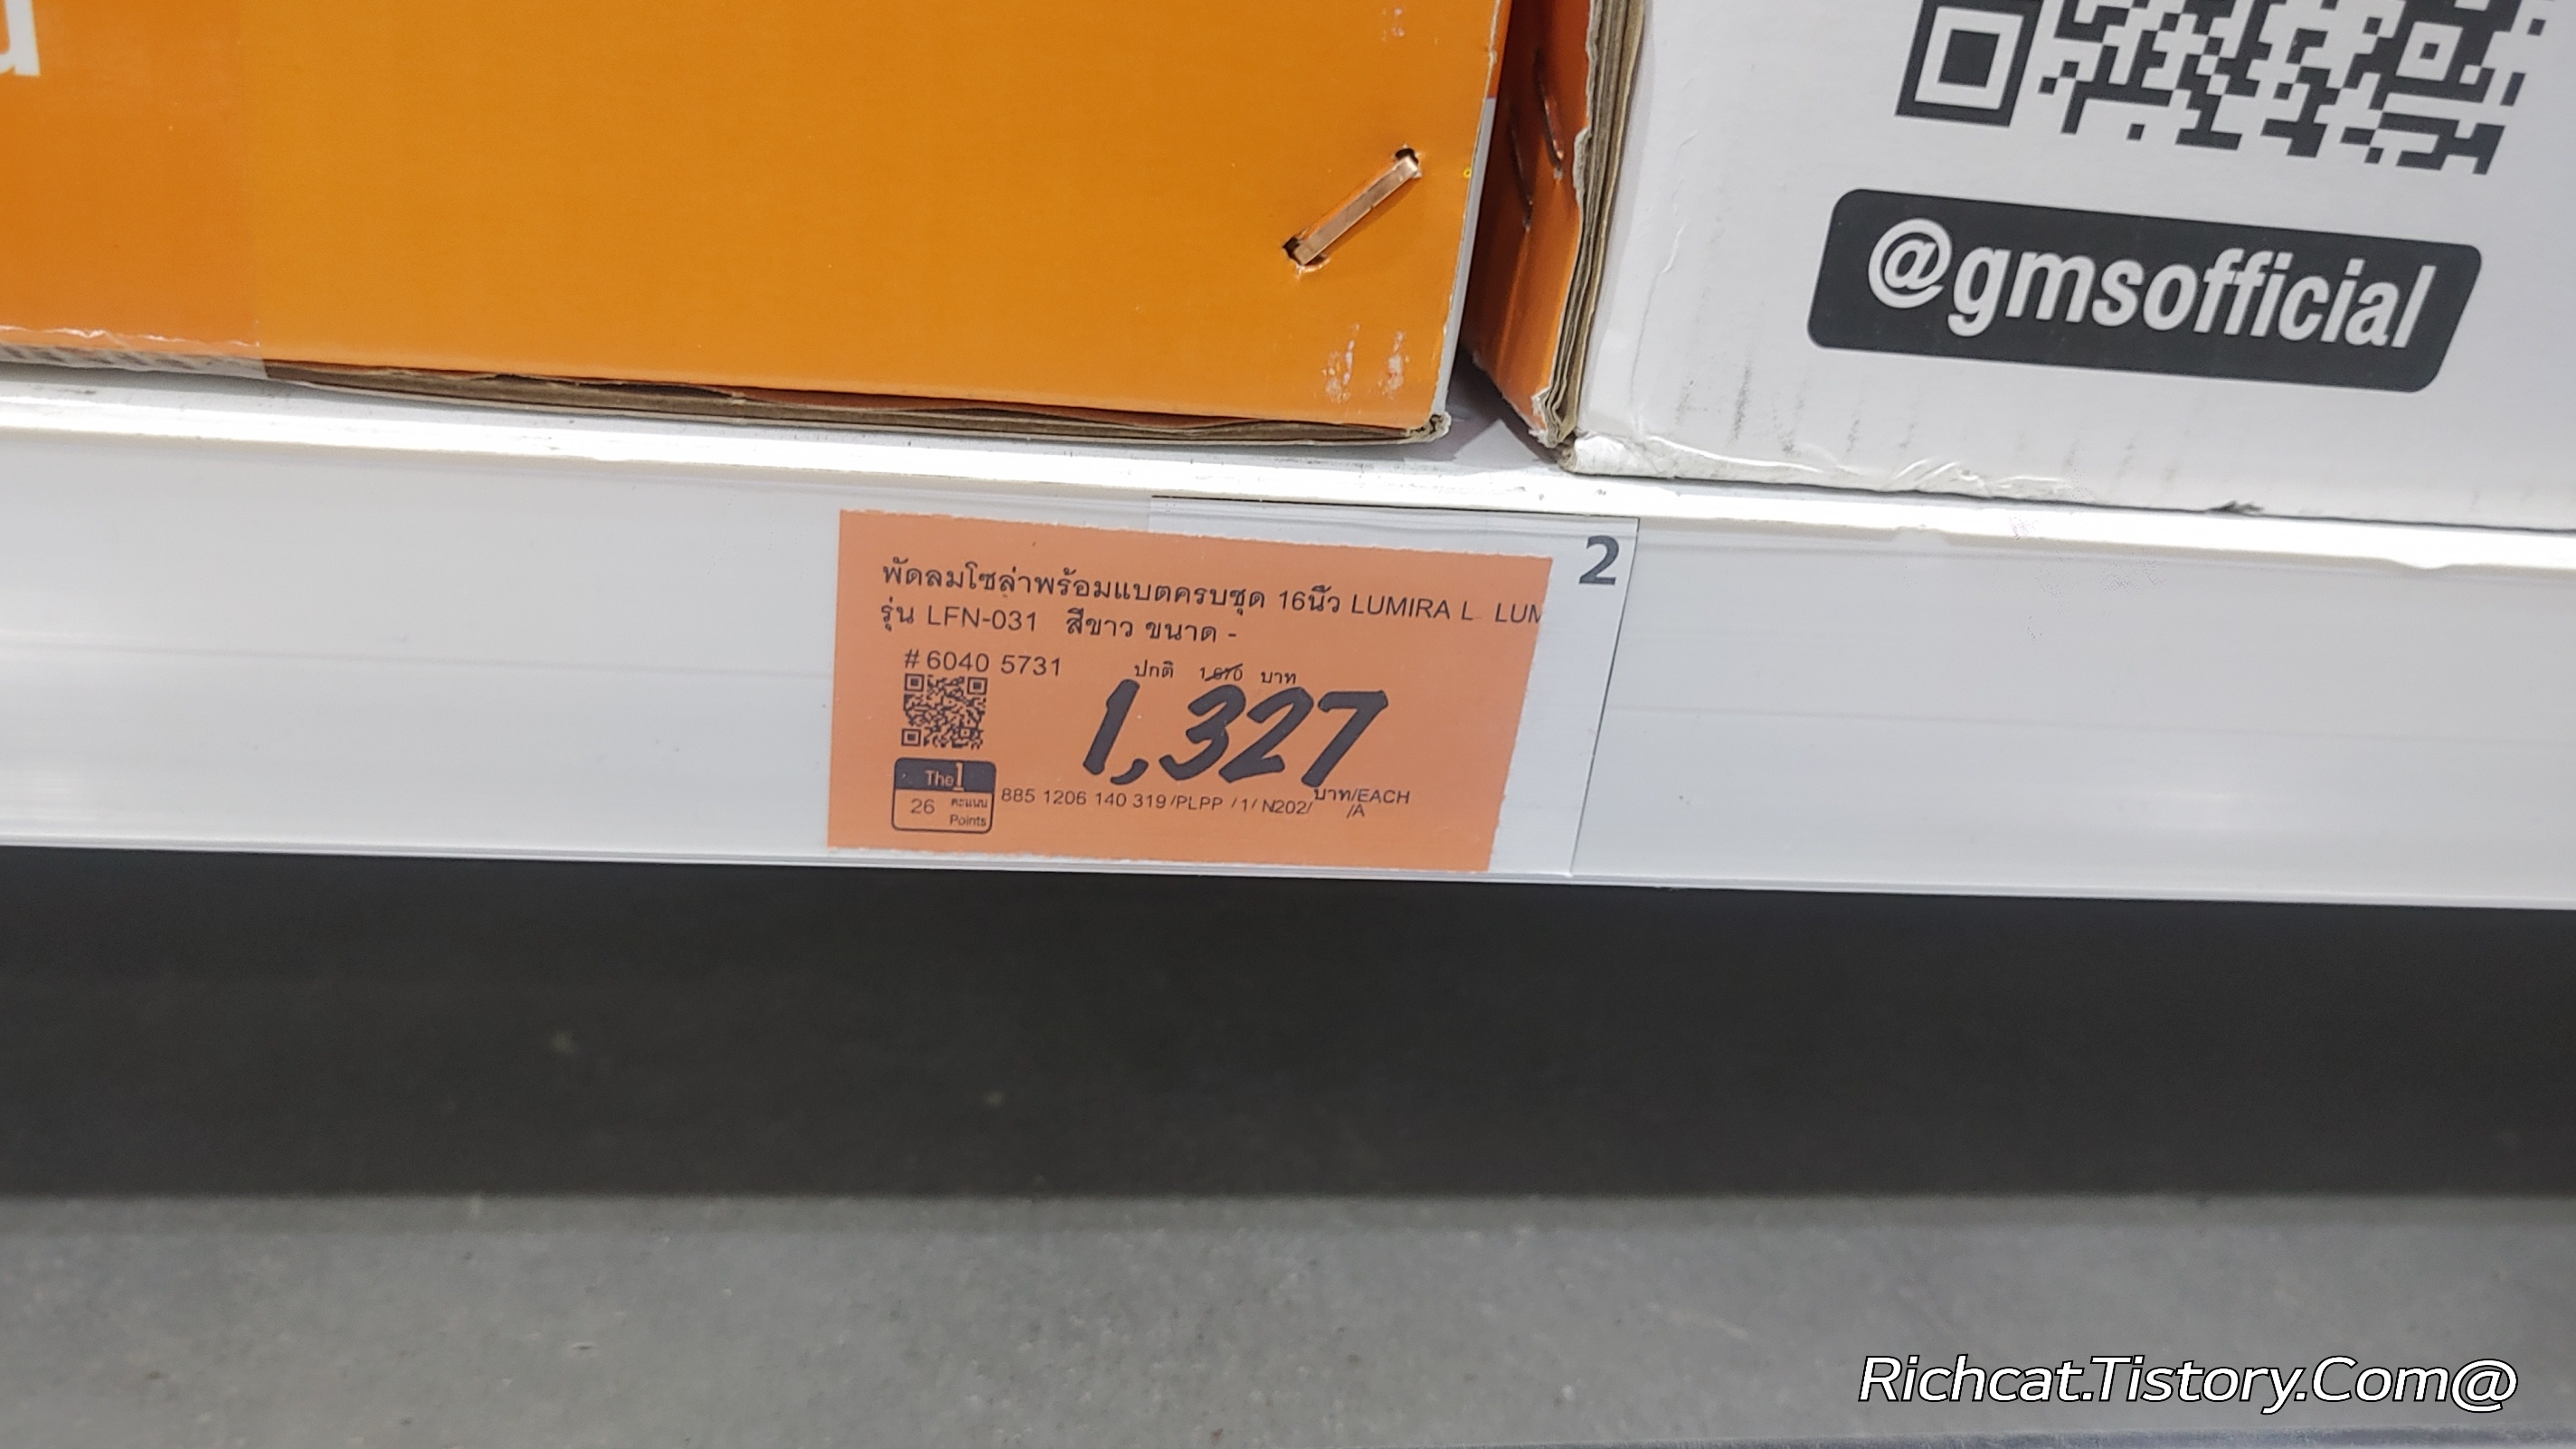 @gmsofficial
2
พัดลมโซล่าพร้อมแบตครบชุด 16นิ้ว LUMIRA L LUM
รุ่น LFN-031 สีขาว ขนาด -
# 6040 5731
ปกติ บาท
1,327
บาท/EACH
The1
26 คะแนน
Points
885 1206 140 319 /PLPP /1/ N202/ /A
Richcat.Tistory.Com@